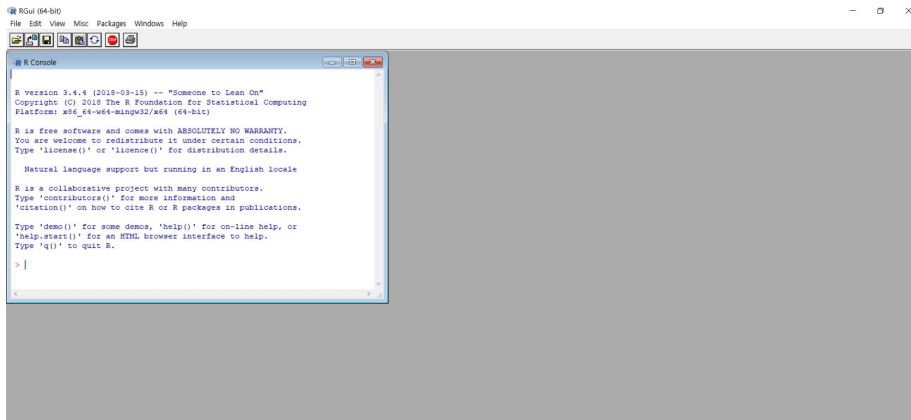 RGui (64-bit)
File Edit View Misc Packages Windows Help
STOP
R Console
R version 3.4.4 (2018-03-15) -- "Someone to Lean On"
Copyright (C) 2018 The R Foundation for Statistical Computing
Platform: x86_64-w64-mingw32/x64 (64-bit)
R is free software and comes with ABSOLUTELY NO WARRANTY.
You are welcome to redistribute it under certain conditions.
Type 'license()' or 'licence()' for distribution details.
Natural language support but running in an English locale
R is a collaborative project with many contributors.
Type 'contributors()' for more information and
'citation()' on how to cite R or R packages in publications.
Type 'demo()' for some demos, 'help()' for on-line help, or
'help.start()' for an HTML browser interface to help.
Type 'q()' to quit R.
>